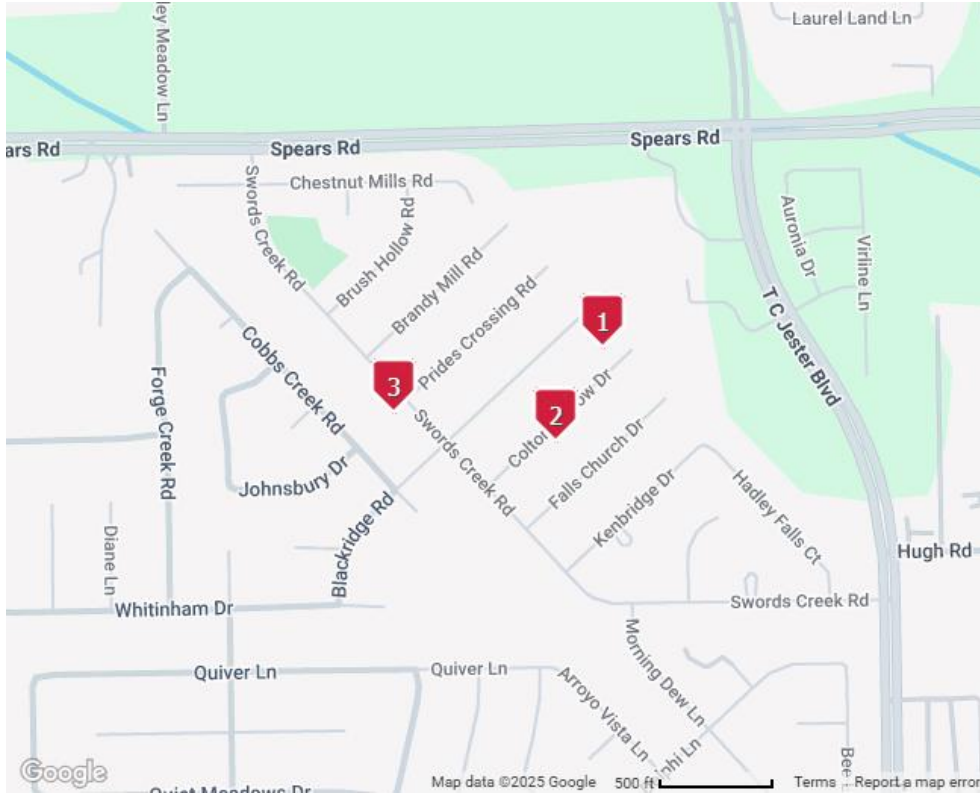 ley Meadow Ln
Laurel Land Ln
ars Rd
Spears Rd
Spears Rd
Chestnut Mills Rd
Swords Creek Rd
Brush Hollow Rd
Brandy Mill Rd
Prides Crossing Rd
Auronia Dr
Virline Ln
T C Jester Blvd
1
Cobbs Creek Rd
Forge Creek Rd
3
2
Swords Creek Rd
Falls Church Dr
Kenbridge Dr
Hadley Falls Ct
Johnsbury Dr
Blackridge Rd
Diane Ln
Hugh Rd
Whitinham Dr
Swords Creek Rd
Morning Dew Ln
Quiver Ln
Quiver Ln
Arroyo Vista Ln
Google
Map data ©2025 Google
500 ft
Terms
Report a map error